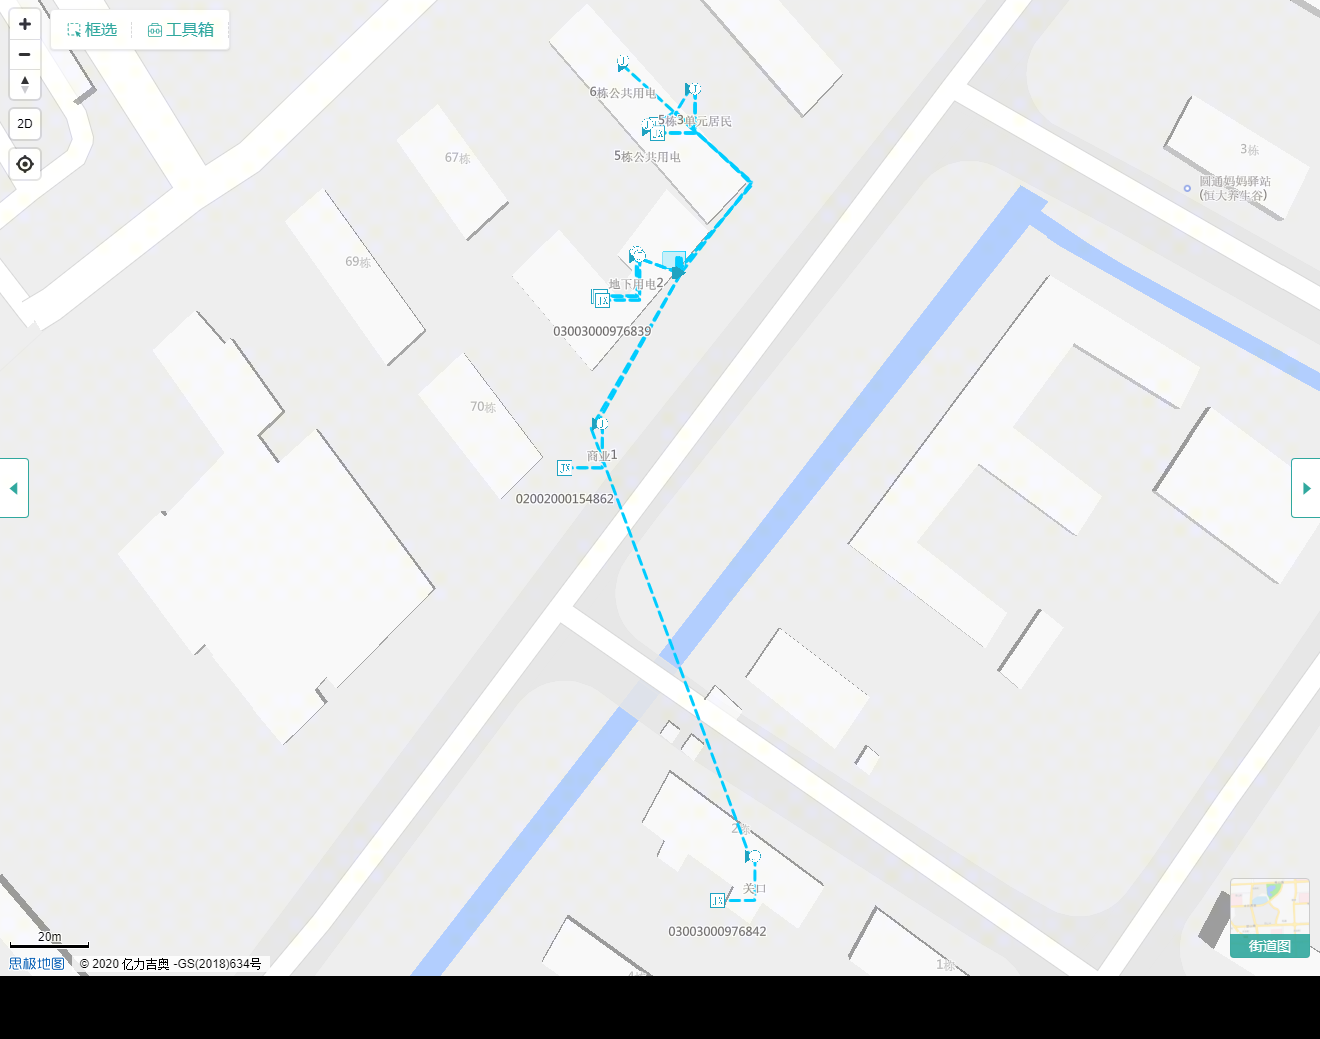 框选
工具箱
2D
6栋公共用电
5栋3单元居民
JX
5栋公共用电
67栋
3栋
圆通妈妈驿站
(恒大养生谷)
69栋
地下用电2
JX
03003000976839
70栋
商业1
JX
02002000154862
2栋
关口
JX
03003000976842
1栋
20m
思极地图
© 2020 亿力吉奥 -GS(2018)634号
街道图